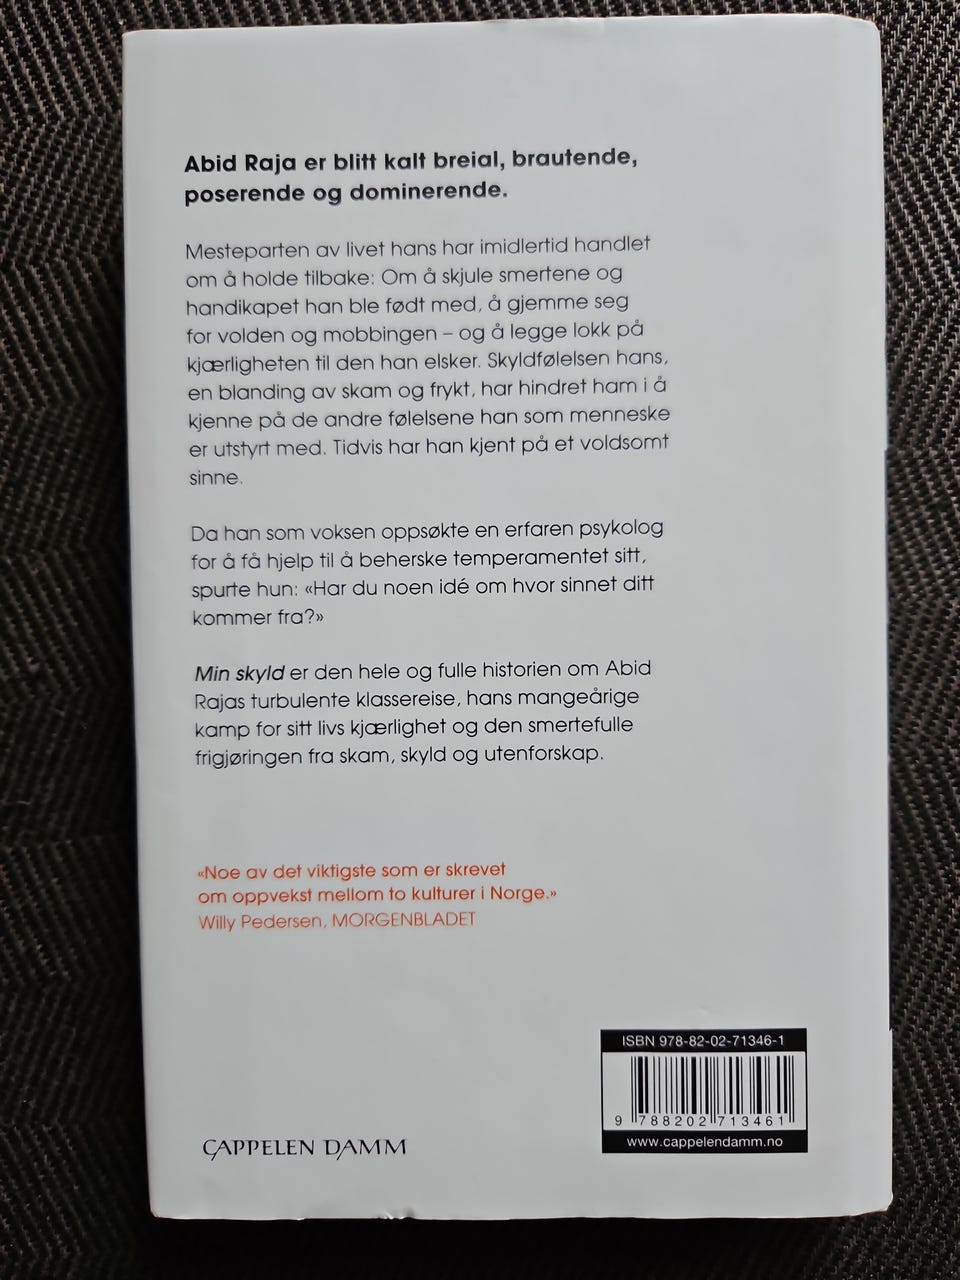 Abid Raja er blitt kalt breial, brautende,
poserende og dominerende.
Mesteparten av livet hans har imidlertid handlet
om å holde tilbake: Om å skjule smertene og
handikapet han ble født med, å gjemme seg
for volden og mobbingen – og å legge lokk på
kjærligheten til den han elsker. Skyldfølelsen hans,
en blanding av skam og frykt, har hindret ham i å
kjenne på de andre følelsene han som menneske
er utstyrt med. Tidvis har han kjent på et voldsomt
sinne.
Da han som voksen oppsøkte en erfaren psykolog
for å få hjelp til å beherske temperamentet sitt,
spurte hun: «Har du noen idé om hvor sinnet ditt
kommer fra?»
Min skyld er den hele og fulle historien om Abid
Rajas turbulente klassereise, hans mangeårige
kamp for sitt livs kjærlighet og den smertefulle
frigjøringen fra skam, skyld og utenforskap.
«Noe av det viktigste som er skrevet
om oppvekst mellom to kulturer i Norge.»
Willy Pedersen, MORGENBLADET
ISBN 978-82-02-71346-1
9 788202 713461
www.cappelendamm.no
CAPPELEN DAMM